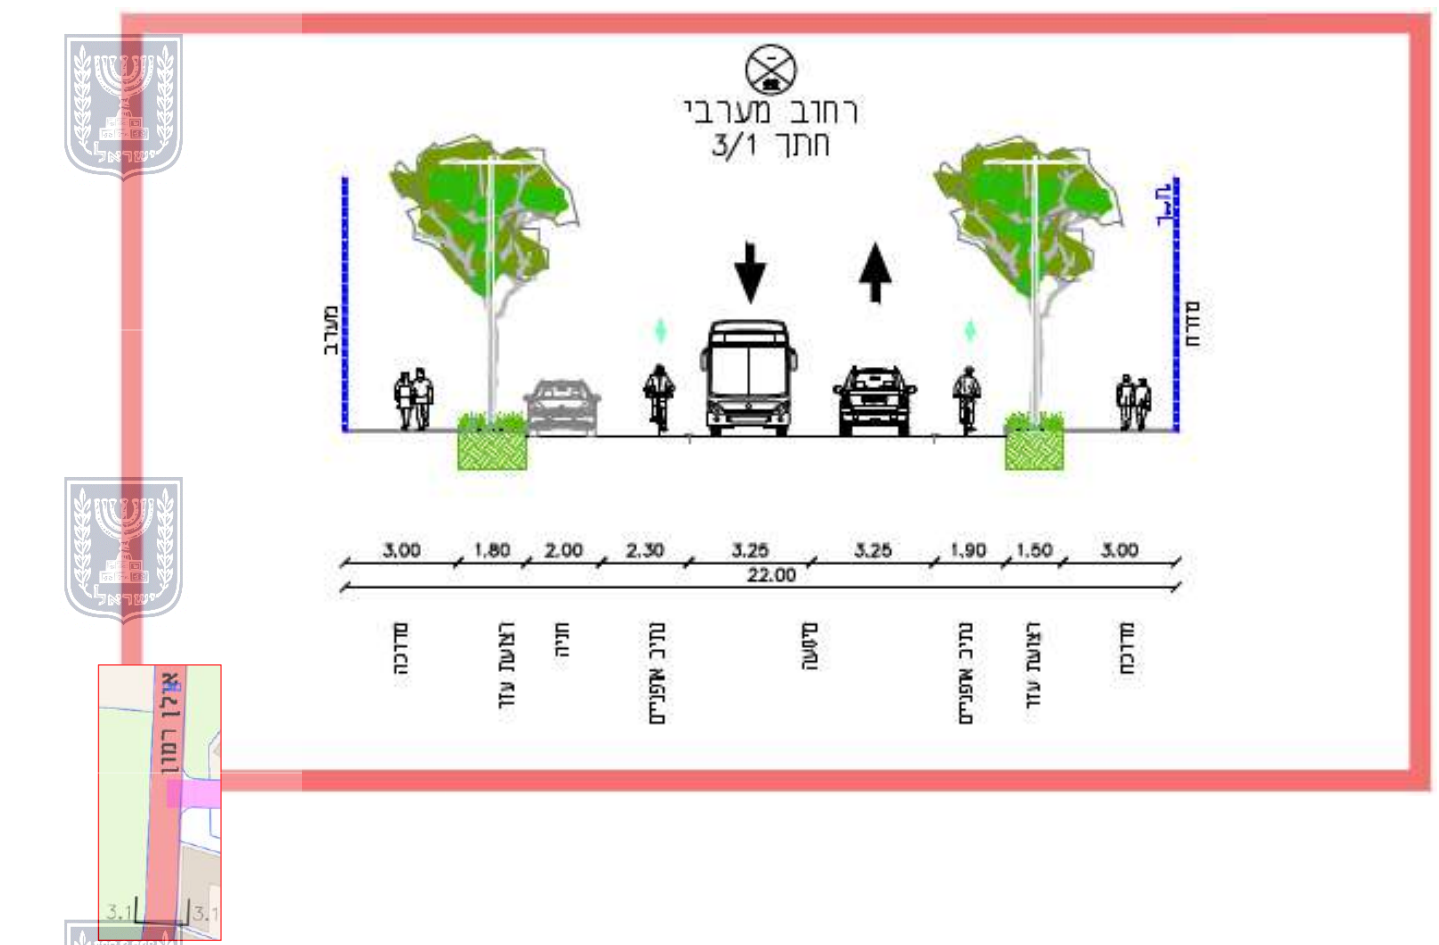 רחוב מערבי
חתך 3/1
מערב
מזרח
3.00 1.80 2.00 2.30 3.25 3.25 1.90 1.50 3.00
22.00
מדרכה
רצועת עזר
חניה
נתיב אופניים
מיסעה
נתיב אופניים
רצועת עזר
מדרכה
אילן רמון
3.1 3.1
ישראל
ישראל